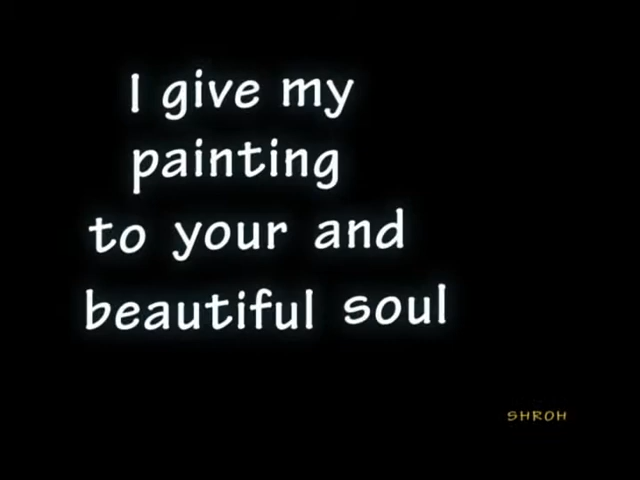 I give my
painting
to your and
beautiful soul
SHROH